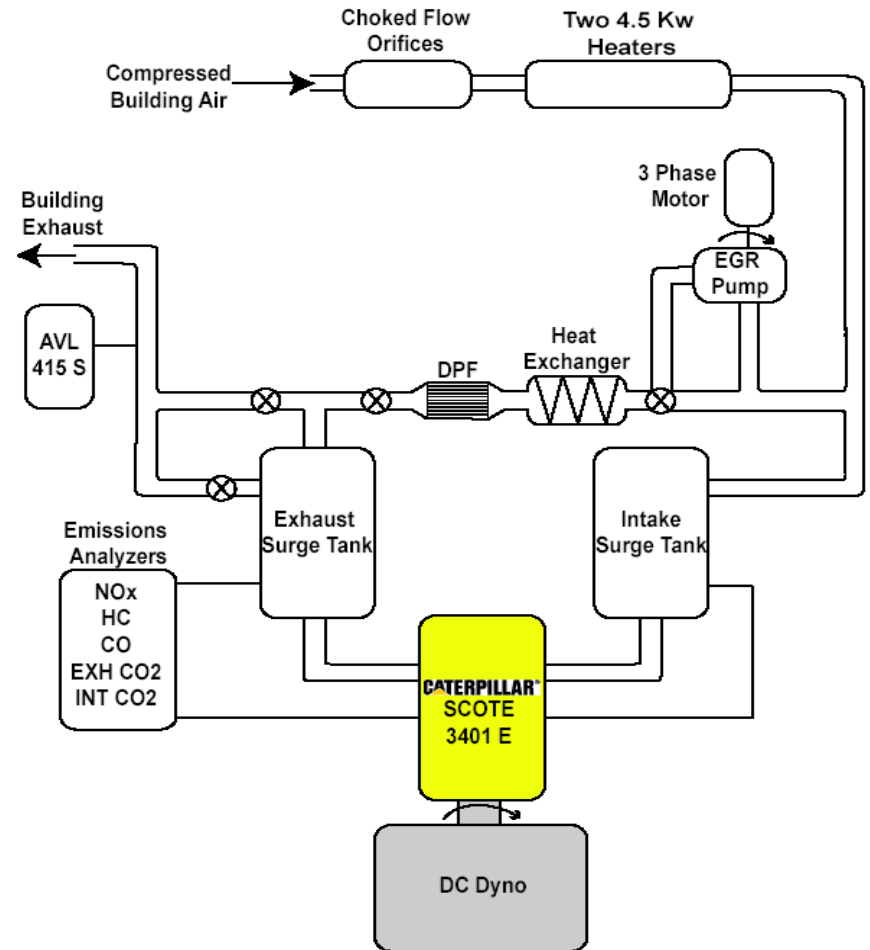 Choked Flow
Orifices
Two 4.5 Kw
Heaters
Compressed
Building Air
3 Phase
Motor
Building
Exhaust
EGR
Pump
AVL
415 S
Heat
Exchanger
DPF
Exhaust
Surge Tank
Intake
Surge Tank
Emissions
Analyzers
NOx
HC
CO
EXH CO2
INT CO2
CATERPILLAR®
SCOTE
3401 E
DC Dyno